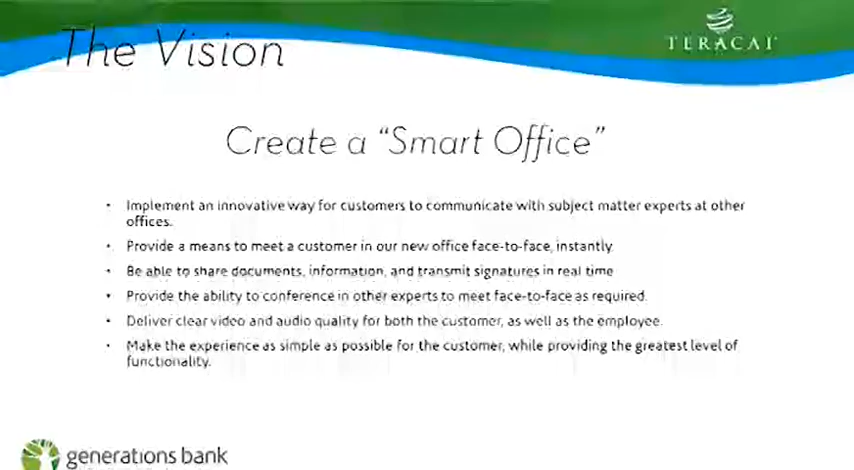 TERACAI
The Vision
Create a “Smart Office”
• Implement an innovative way for customers to communicate with subject matter experts at other
offices.
• Provide a means to meet a customer in our new office face-to-face, instantly.
• Be able to share documents, information, and transmit signatures in real time
• Provide the ability to conference in other experts to meet face-to-face as required.
• Deliver clear video and audio quality for both the customer, as well as the employee.
• Make the experience as simple as possible for the customer, while providing the greatest level of
functionality.
generations bank